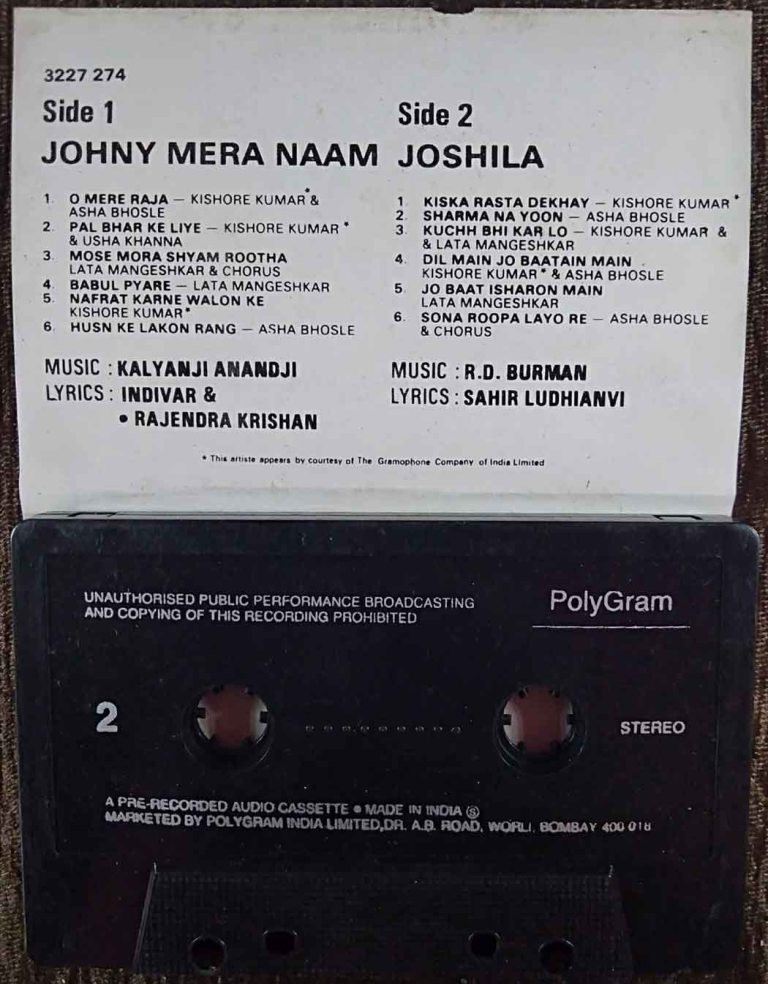 3227 274
Side 1
JOHNY MERA NAAM
1. O MERE RAJA — KISHORE KUMAR* &
ASHA BHOSLE
2. PAL BHAR KE LIYE — KISHORE KUMAR *
& USHA KHANNA
3. MOSE MORA SHYAM ROOTHA
LATA MANGESHKAR & CHORUS
4. BABUL PYARE — LATA MANGESHKAR
5. NAFRAT KARNE WALON KE
KISHORE KUMAR*
6. HUSN KE LAKON RANG — ASHA BHOSLE
MUSIC : KALYANJI ANANDJI
LYRICS : INDIVAR &
• RAJENDRA KRISHAN
Side 2
JOSHILA
1. KISKA RASTA DEKHAY — KISHORE KUMAR *
2. SHARMA NA YOON — ASHA BHOSLE
3. KUCHH BHI KAR LO — KISHORE KUMAR &
& LATA MANGESHKAR
4. DIL MAIN JO BAATAIN MAIN
KISHORE KUMAR* & ASHA BHOSLE
5. JO BAAT ISHARON MAIN
LATA MANGESHKAR
6. SONA ROOPA LAYO RE — ASHA BHOSLE
& CHORUS
MUSIC : R.D. BURMAN
LYRICS : SAHIR LUDHIANVI
* This artiste appears by courtesy of The Gramophone Company of India Limited
UNAUTHORISED PUBLIC PERFORMANCE BROADCASTING
AND COPYING OF THIS RECORDING PROHIBITED
PolyGram
2
STEREO
A PRE-RECORDED AUDIO CASSETTE ● MADE IN INDIA Ⓢ
MARKETED BY POLYGRAM INDIA LIMITED,DR. A.B. ROAD, WORLI, BOMBAY 400 018